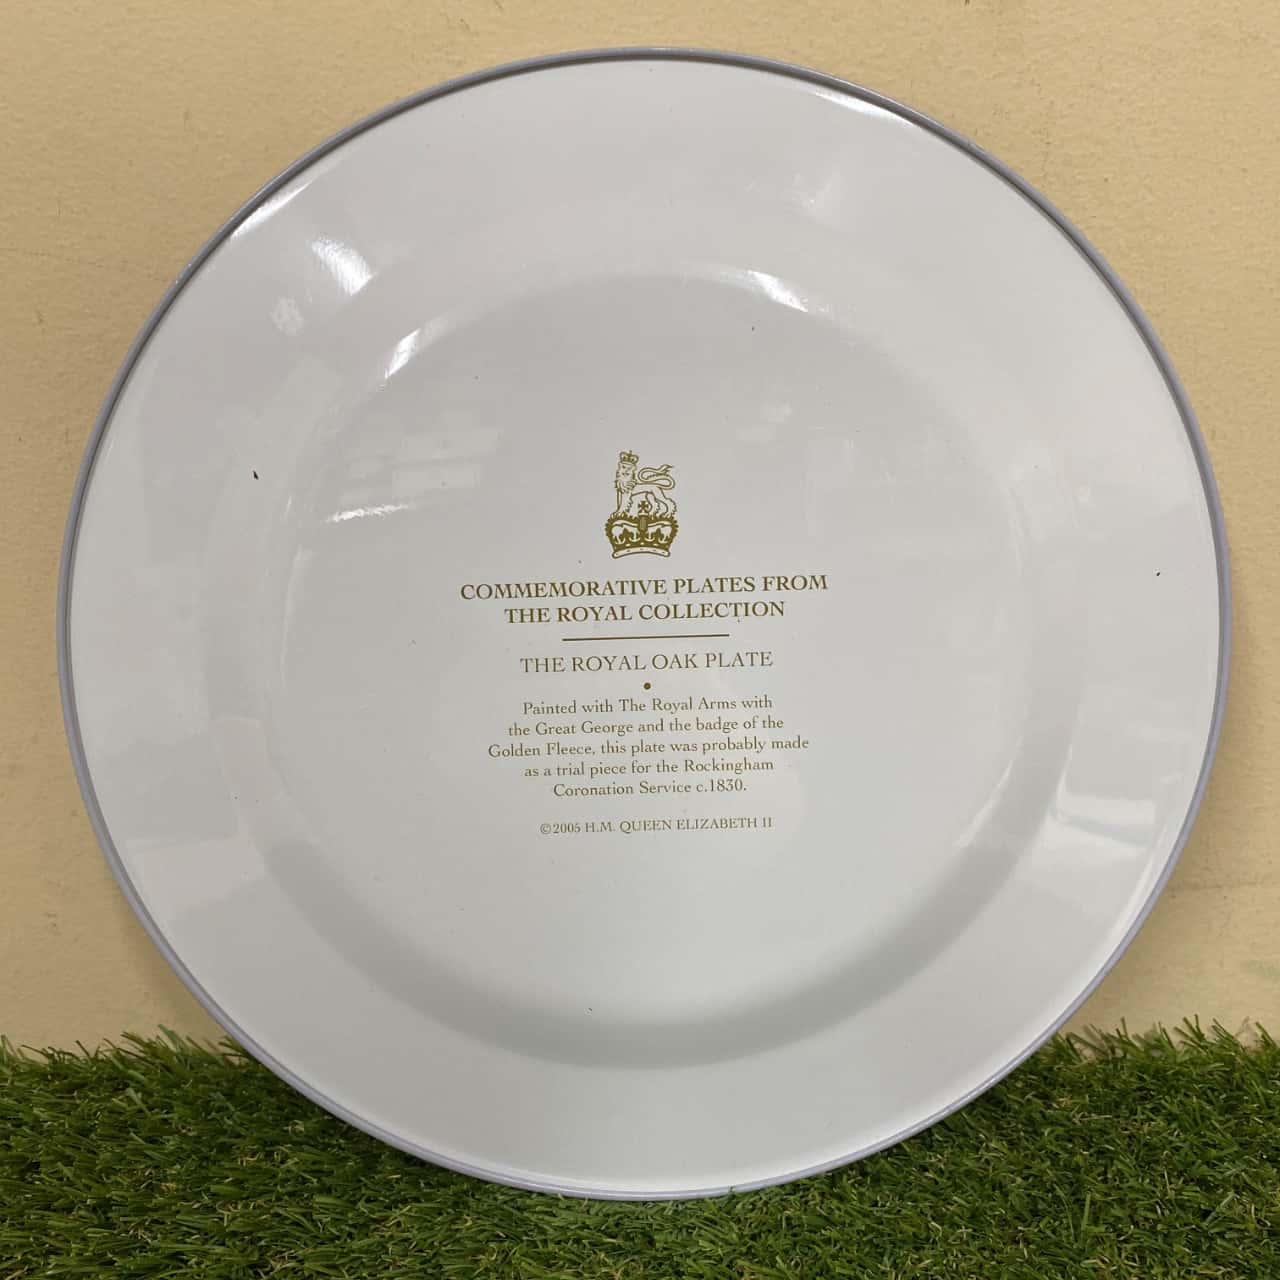 COMMEMORATIVE PLATES FROM
THE ROYAL COLLECTION
THE ROYAL OAK PLATE
•
Painted with The Royal Arms with
the Great George and the badge of the
Golden Fleece, this plate was probably made
as a trial piece for the Rockingham
Coronation Service c.1830.
©2005 H.M. QUEEN ELIZABETH II